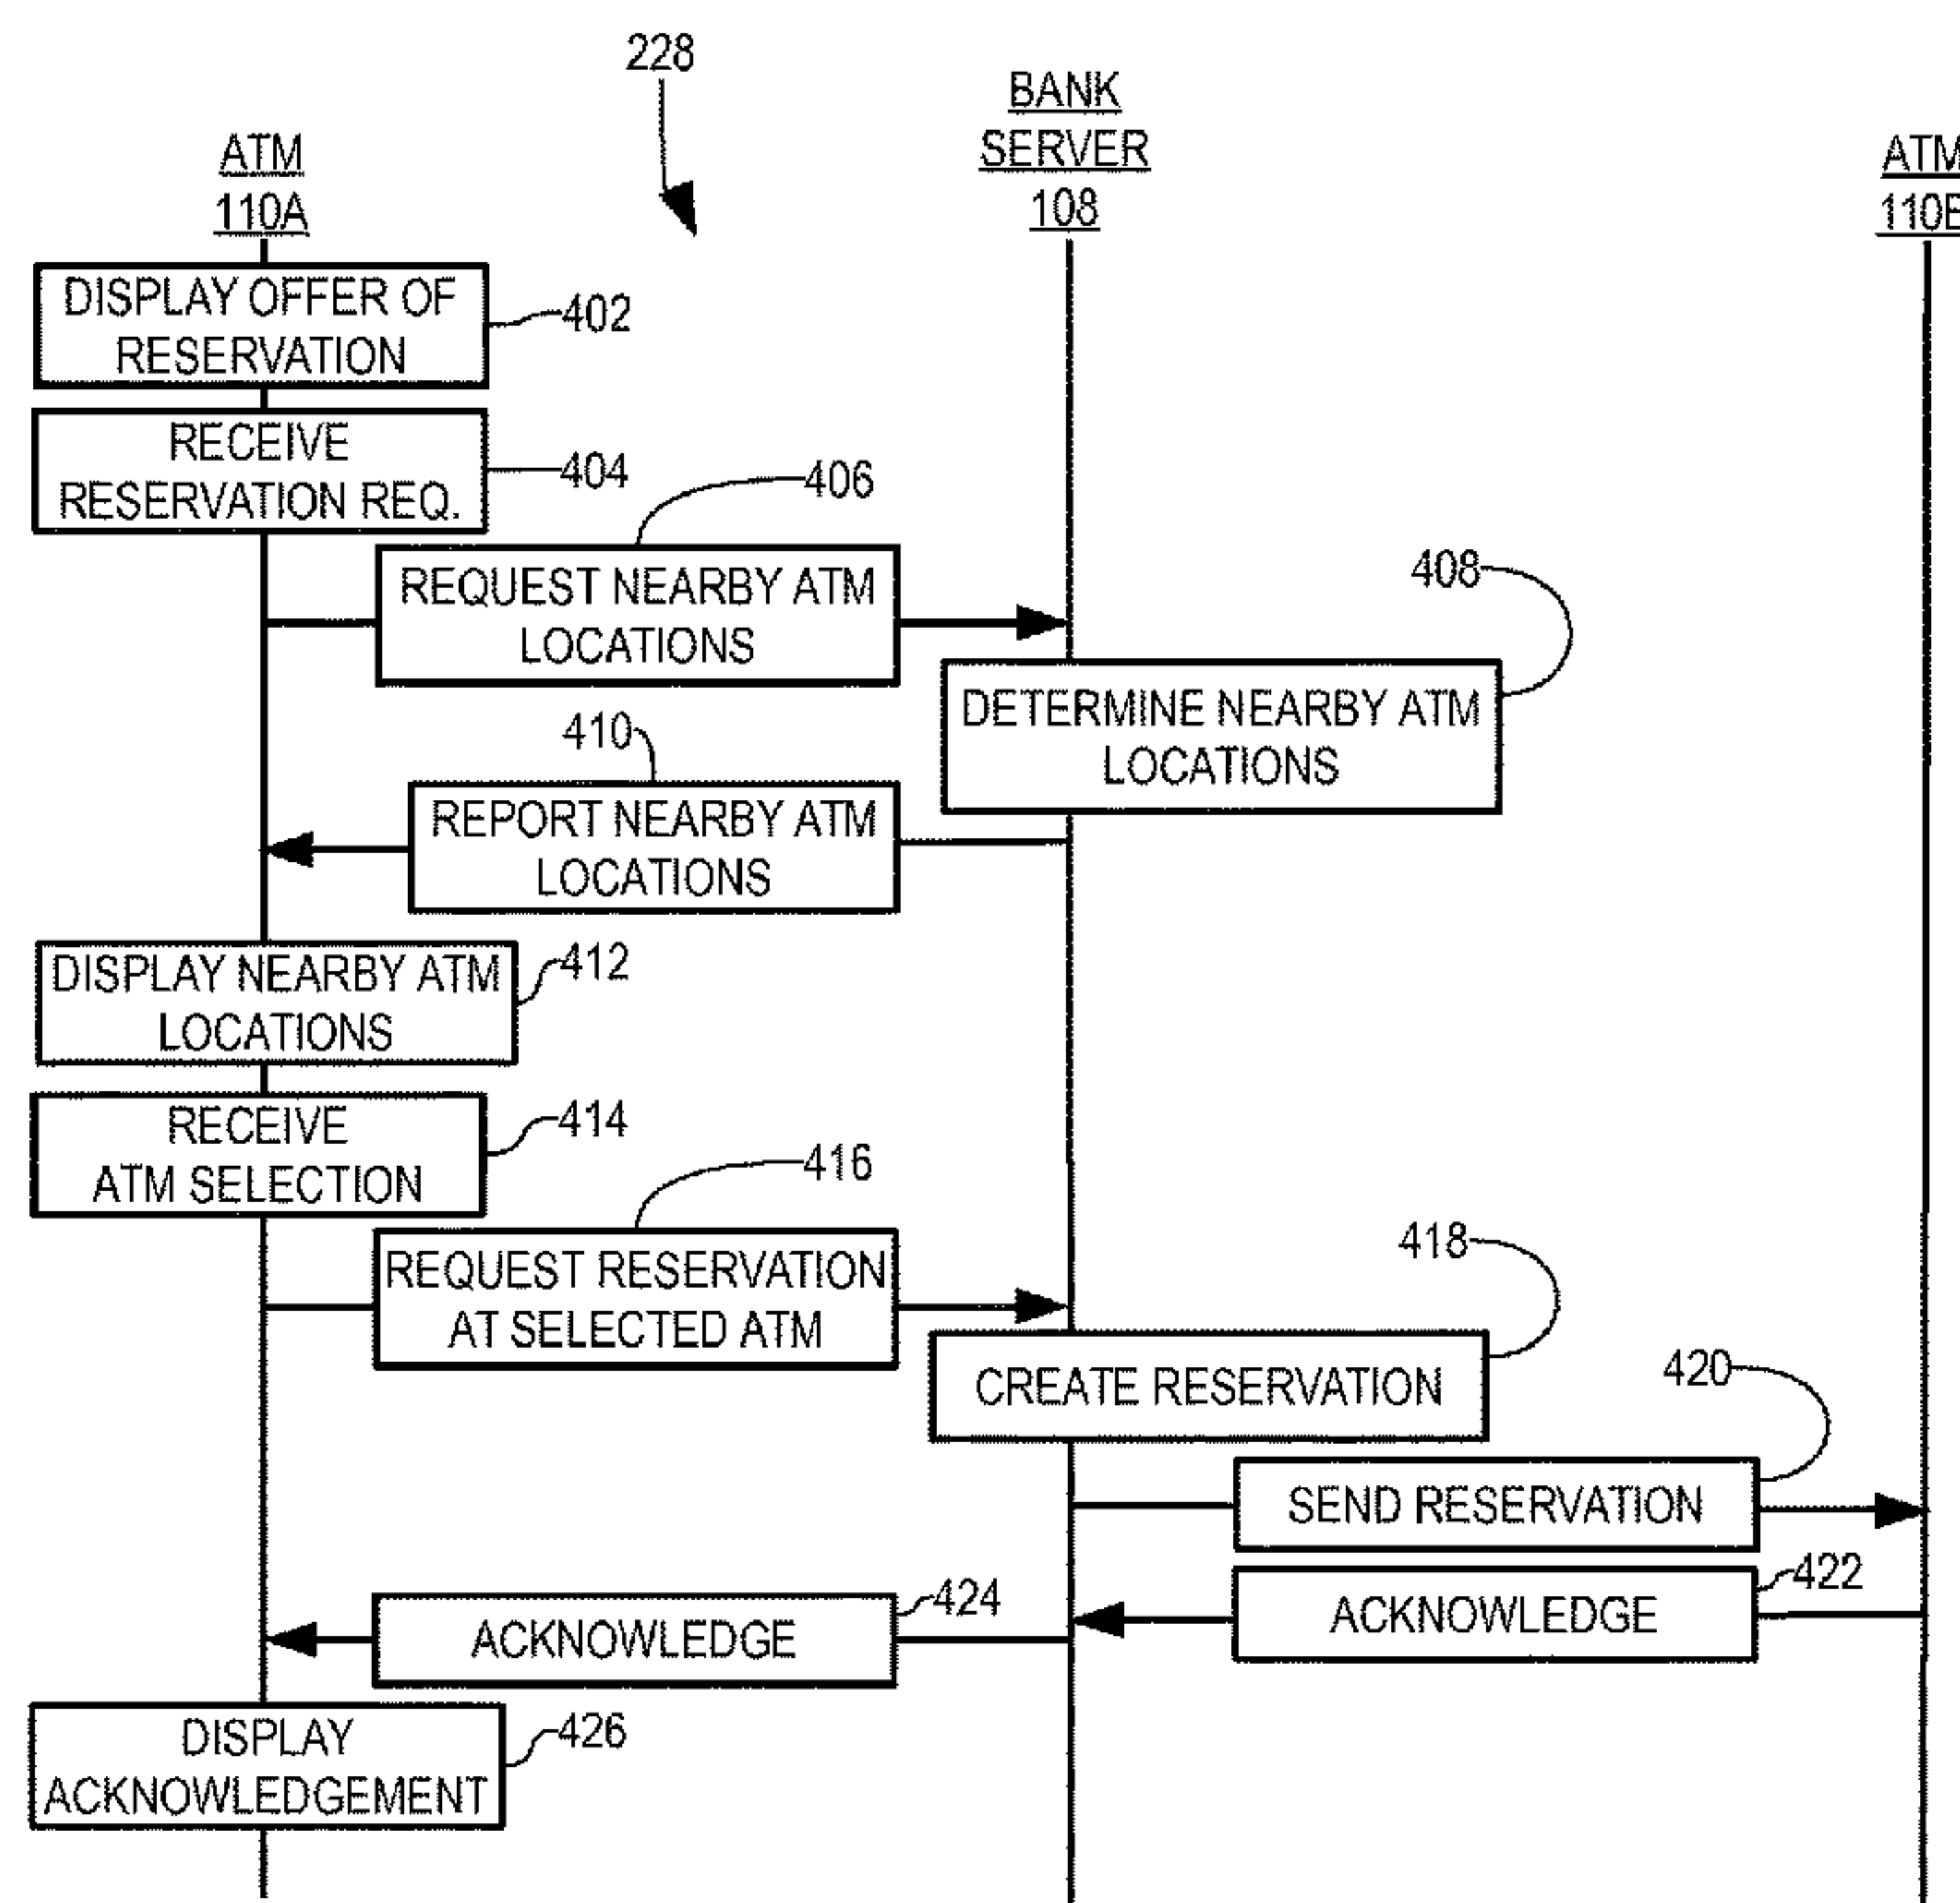 228
ATM
110A
BANK
SERVER
108
ATM
DISPLAY OFFER OF
RESERVATION
402
RECEIVE
RESERVATION REQ.
404
406
REQUEST NEARBY ATM
LOCATIONS
408
DETERMINE NEARBY ATM
LOCATIONS
410
REPORT NEARBY ATM
LOCATIONS
DISPLAY NEARBY ATM
LOCATIONS
412
RECEIVE
ATM SELECTION
414
416
REQUEST RESERVATION
AT SELECTED ATM
418
CREATE RESERVATION
420
SEND RESERVATION
422
ACKNOWLEDGE
424
ACKNOWLEDGE
DISPLAY
ACKNOWLEDGEMENT
426